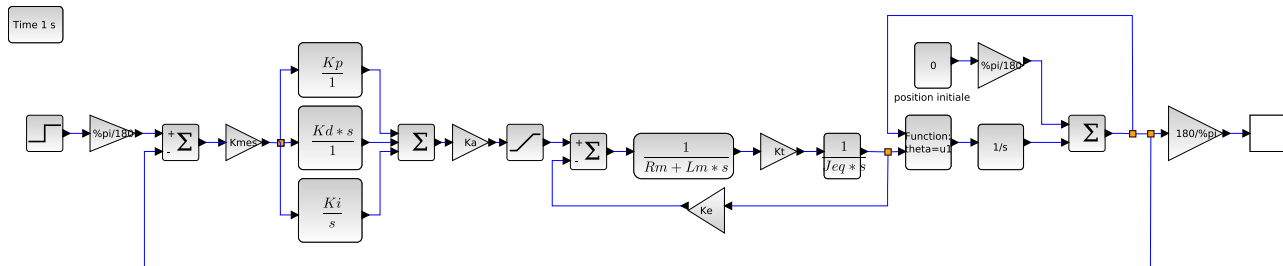 Time 1 s
%pi/180
+
-
Σ
Kmes
Kp
1
Kd * s
1
Ki
s
Σ
Ka
+
-
Σ
1
Rm + Lm * s
Kt
1
Jeq * s
Ke
0
position initiale
%pi/180
Function:
theta=u1
1/s
Σ
180/%pi